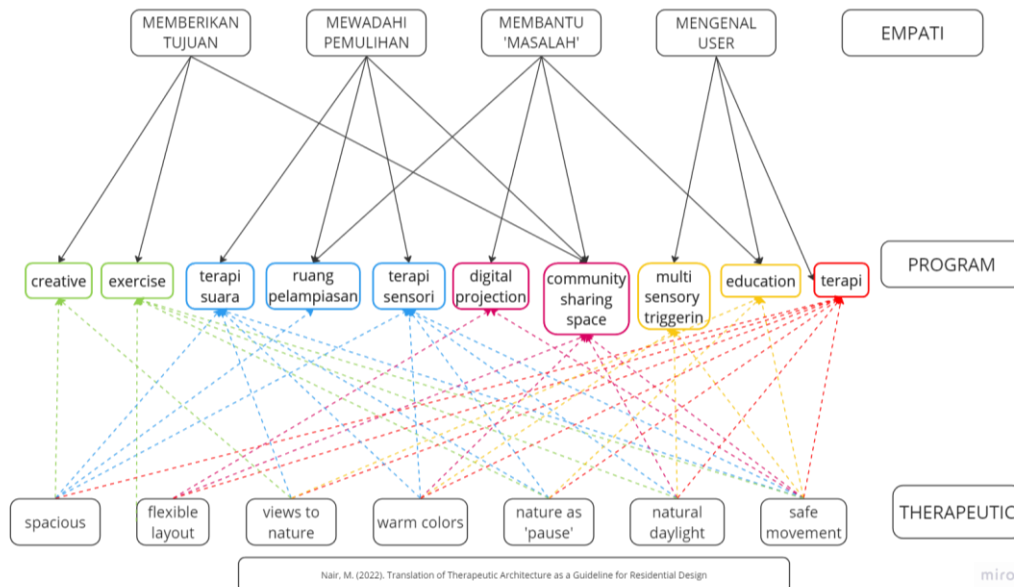 MEMBERIKAN
TUJUAN
MEWADAHI
PEMULIHAN
MEMBANTU
'MASALAH'
MENGENAL
USER
EMPATI
creative
exercise
terapi
suara
ruang
pelampiasan
terapi
sensori
digital
projection
community
sharing
space
multi
sensory
triggerin
education
terapi
PROGRAM
spacious
flexible
layout
views to
nature
warm colors
nature as
'pause'
natural
daylight
safe
movement
THERAPEUTIC
Nair, M. (2022). Translation of Therapeutic Architecture as a Guideline for Residential Design
miro